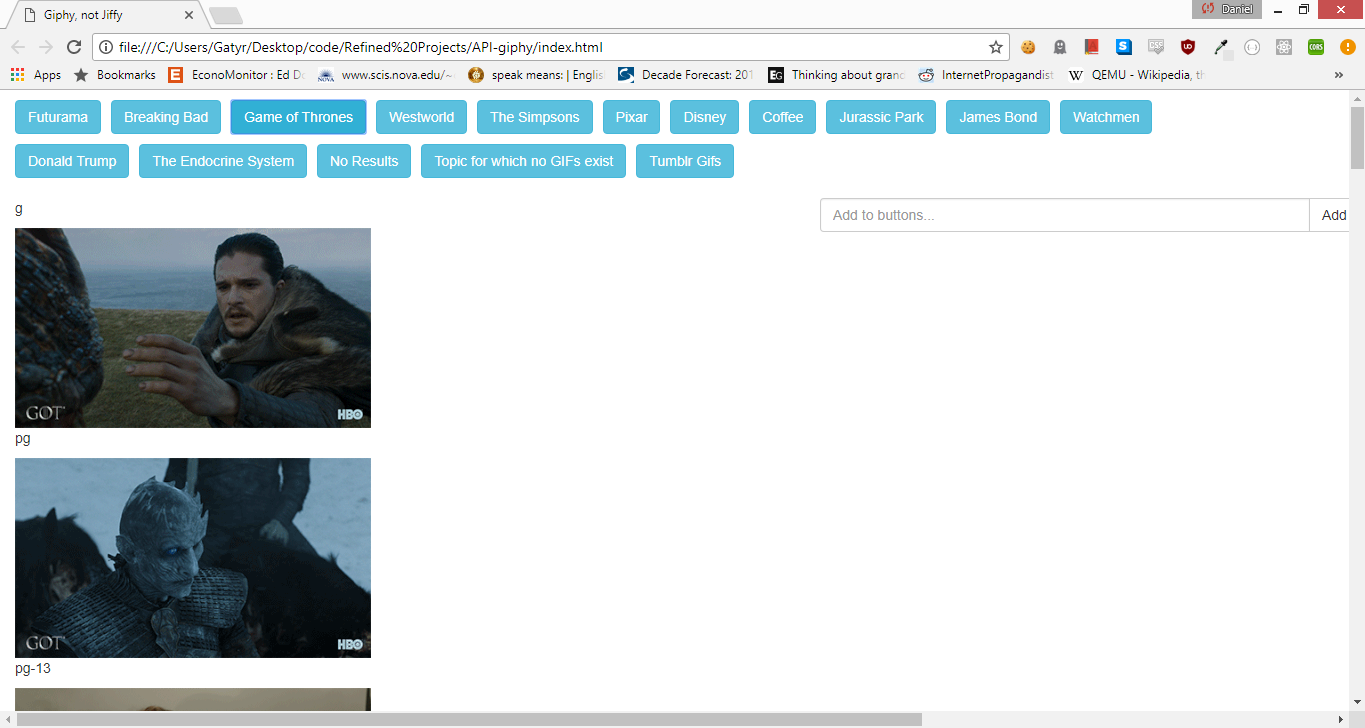 Giphy, not Jiffy
Daniel
file:///C:/Users/Gatyr/Desktop/code/Refined%20Projects/API-giphy/index.html
Apps Bookmarks EconoMonitor : Ed Dc www.scis.nova.edu/~ speak means: | Englis Decade Forecast: 201 Thinking about granc InternetPropagandist QEMU - Wikipedia, th
Futurama Breaking Bad Game of Thrones Westworld The Simpsons Pixar Disney Coffee Jurassic Park James Bond Watchmen
Donald Trump The Endocrine System No Results Topic for which no GIFs exist Tumblr Gifs
g
Add to buttons... Add
GOT HBO
pg
GOT HBO
pg-13